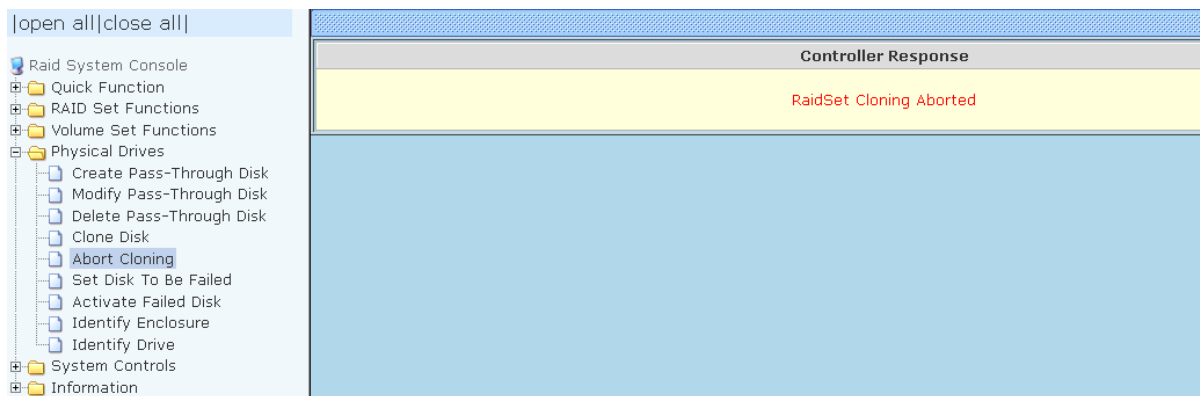 |open all|close all|
Raid System Console
Quick Function
RAID Set Functions
Volume Set Functions
Physical Drives
Create Pass-Through Disk
Modify Pass-Through Disk
Delete Pass-Through Disk
Clone Disk
Abort Cloning
Set Disk To Be Failed
Activate Failed Disk
Identify Enclosure
Identify Drive
System Controls
Information
Controller Response
RaidSet Cloning Aborted